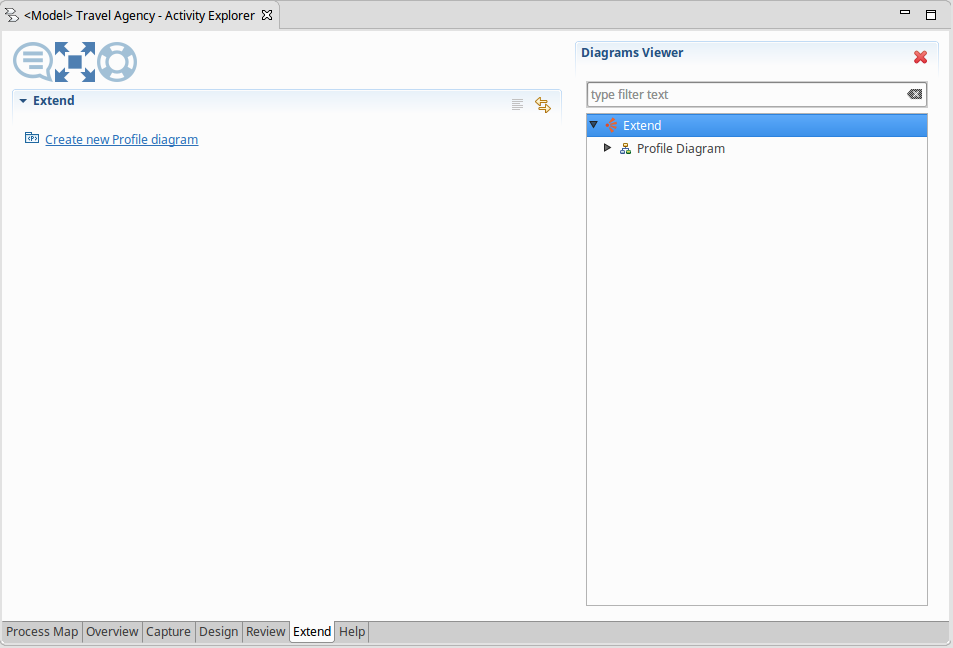 <Model> Travel Agency - Activity Explorer
Diagrams Viewer
Extend
type filter text
Create new Profile diagram
Extend
Profile Diagram
Process Map
Overview
Capture
Design
Review
Extend
Help